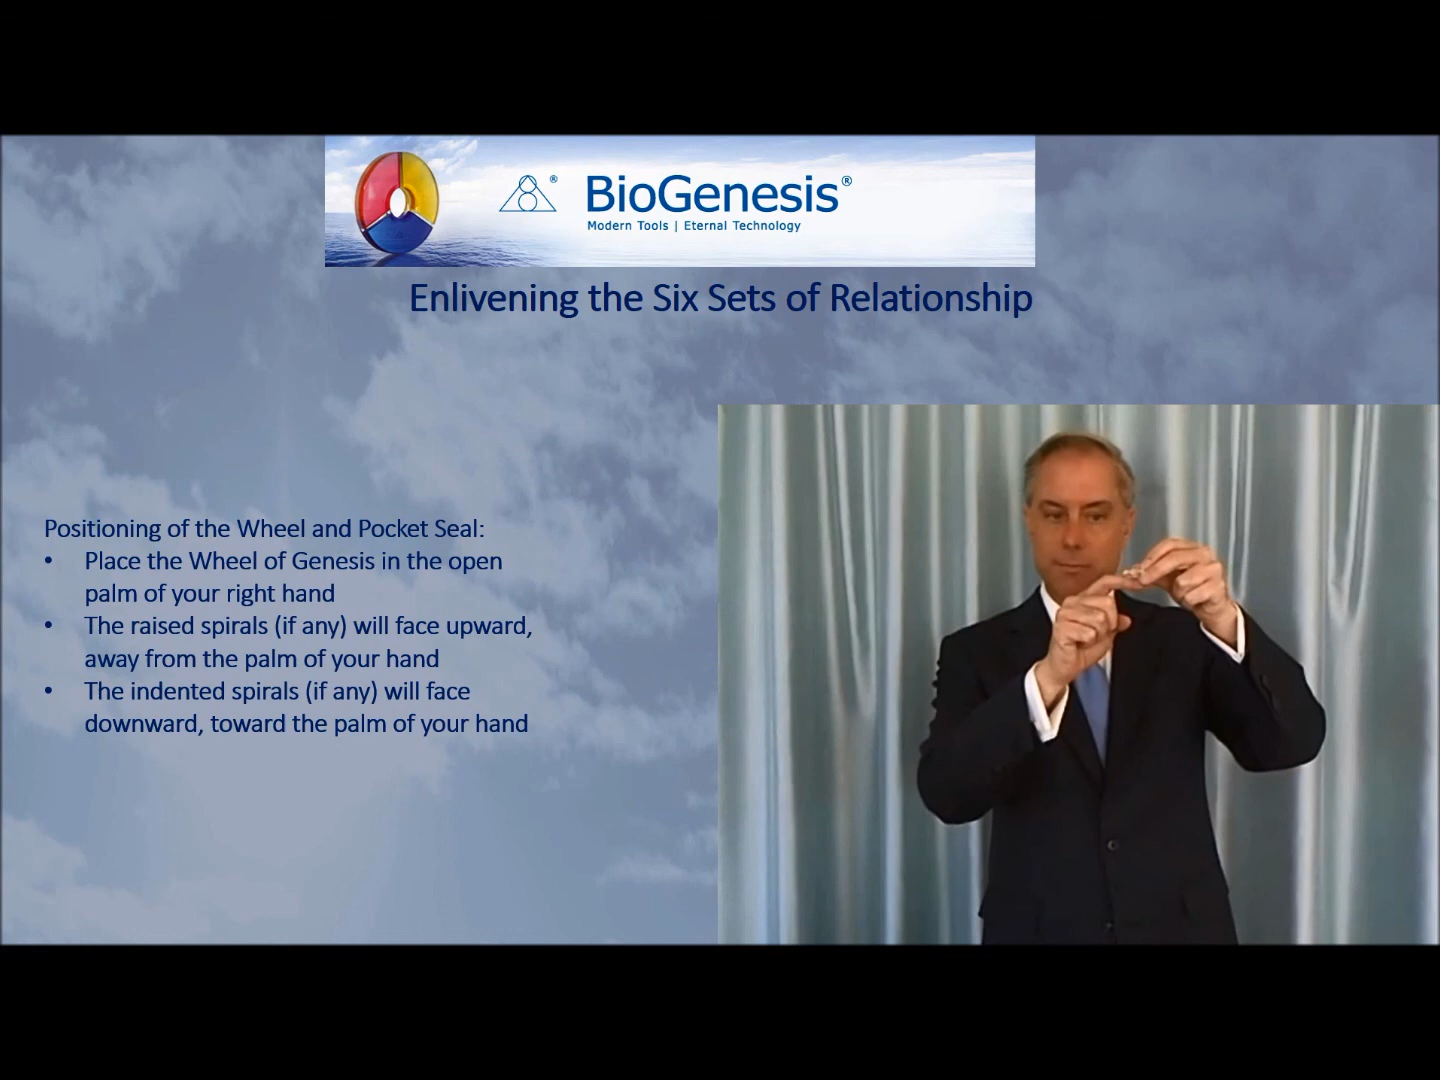 BioGenesis®
®
Modern Tools | Eternal Technology
Enlivening the Six Sets of Relationship
Positioning of the Wheel and Pocket Seal:
• Place the Wheel of Genesis in the open
palm of your right hand
• The raised spirals (if any) will face upward,
away from the palm of your hand
• The indented spirals (if any) will face
downward, toward the palm of your hand